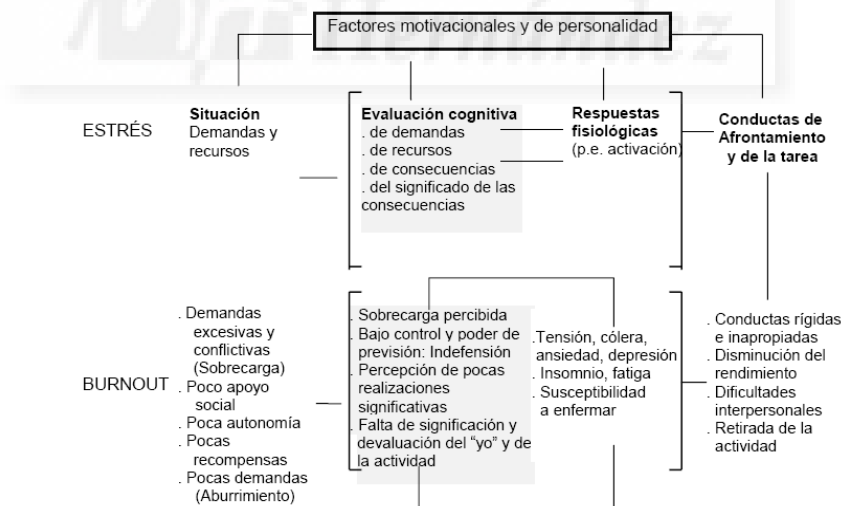 Hernández
Factores motivacionales y de personalidad
ESTRÉS
Situación
Demandas y
recursos
Evaluación cognitiva
. de demandas
. de recursos
. de consecuencias
. del significado de las
consecuencias
Respuestas
fisiológicas
(p.e. activación)
Conductas de
Afrontamiento
y de la tarea
BURNOUT
. Demandas
excesivas y
conflictivas
(Sobrecarga)
. Poco apoyo
social
. Poca autonomía
. Pocas
recompensas
. Pocas demandas
(Aburrimiento)
. Sobrecarga percibida
. Bajo control y poder de
previsión: Indefensión
. Percepción de pocas
realizaciones
significativas
. Falta de significación y
devaluación del “yo” y de
la actividad
.Tensión, cólera,
ansiedad, depresión
. Insomnio, fatiga
. Susceptibilidad
a enfermar
. Conductas rígidas
e inapropiadas
. Disminución del
rendimiento
. Dificultades
interpersonales
. Retirada de la
actividad